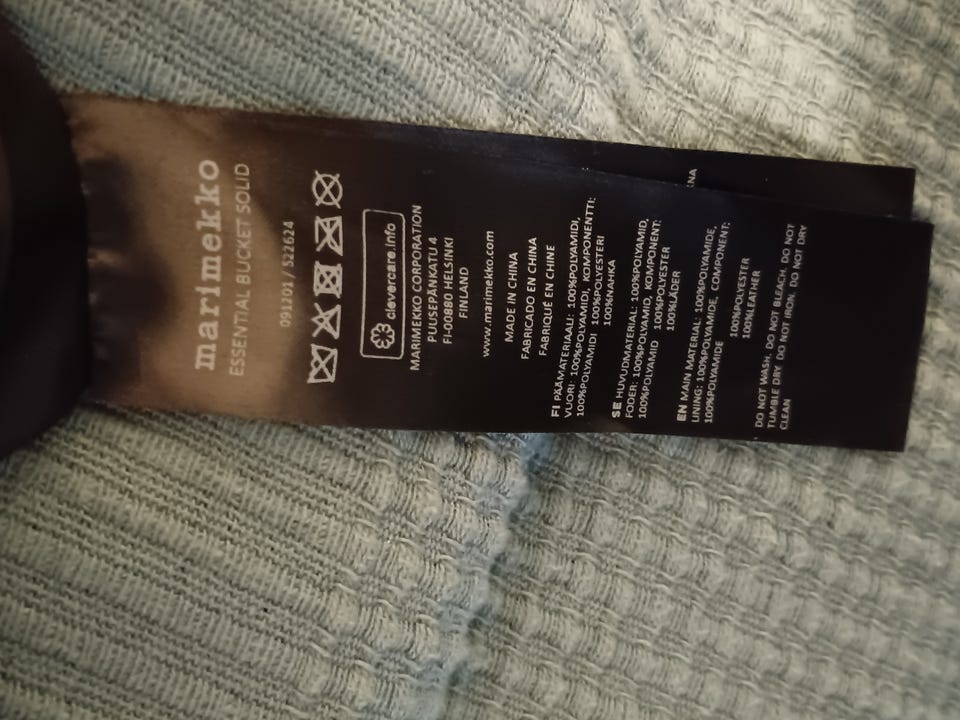 marimekko
ESSENTIAL BUCKET SOLID
091201 / 522624
clevercare.info
MARIMEKKO CORPORATION
PUUSEPÄNKATU 4
FI-00880 HELSINKI
FINLAND
www.marimekko.com
MADE IN CHINA
FABRICADO EN CHINA
FABRIQUÉ EN CHINE
FI PÄÄMATERIAALI: 100%POLYAMIDI,
VUORI: 100%POLYAMIDI, KOMPONENTTI:
100%POLYAMIDI 100%POLYESTERI
100%NAHKA
SE HUVUDMATERIAL: 100%POLYAMID,
FODER: 100%POLYAMID, KOMPONENT:
100%POLYAMID 100%POLYESTER
100%LÄDER
EN MAIN MATERIAL: 100%POLYAMIDE,
LINING: 100%POLYAMIDE, COMPONENT:
100%POLYAMIDE 100%POLYESTER
100%LEATHER
DO NOT WASH. DO NOT BLEACH. DO NOT
TUMBLE DRY. DO NOT IRON. DO NOT DRY
CLEAN